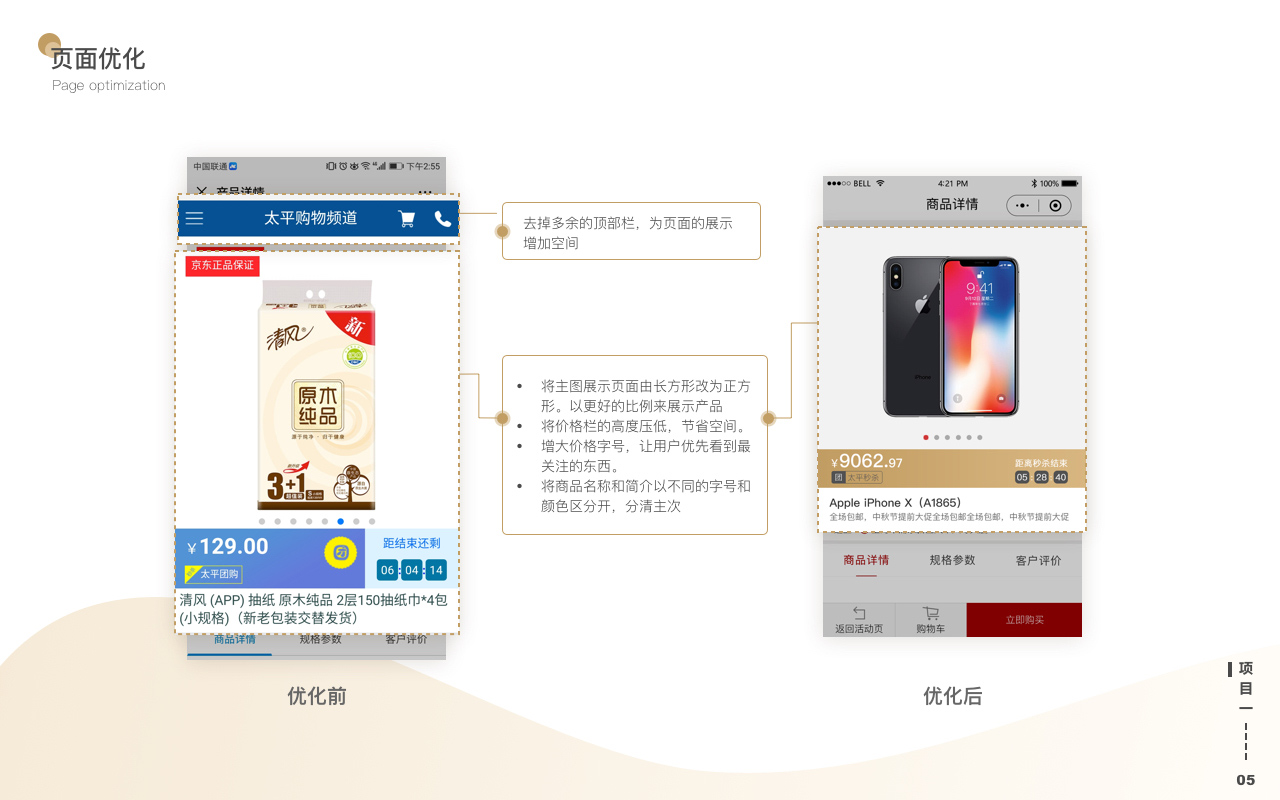 页面优化
Page optimization
中国联通
下午2:55
商品详情
太平购物频道
京东正品保证
清风
新
原木
纯品
源于纯净·归于健康
3+1
超值装
¥129.00
太平团购
距结束还剩
06:04:14
清风 (APP) 抽纸 原木纯品 2层150抽纸巾*4包
(小规格)（新老包装交替发货）
商品详情 规格参数 客户评价
优化前
去掉多余的顶部栏，为页面的展示
增加空间
• 将主图展示页面由长方形改为正方
形。以更好的比例来展示产品
• 将价格栏的高度压低，节省空间。
• 增大价格字号，让用户优先看到最
关注的东西。
• 将商品名称和简介以不同的字号和
颜色区分开，分清主次
BELL 4:21 PM 100%
商品详情
9:41
iPhone
¥9062.97
团 太平秒杀
距离秒杀结束
05 28 40
Apple iPhone X（A1865）
全场包邮，中秋节提前大促全场包邮全场包邮，中秋节提前大促
商品详情 规格参数 客户评价
返回活动页 购物车 立即购买
优化后
项目一
05